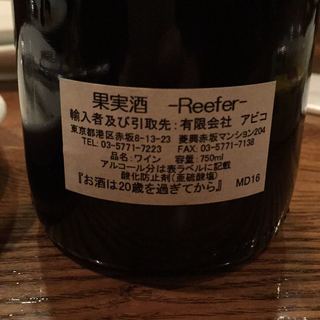 果実酒 -Reefer-
輸入者及び引取先:有限会社 アピコ
東京都港区赤坂8-13-23 菱興赤坂マンション204
TEL: 03-5771-7223 FAX: 03-5771-7138
品名:ワイン 容量:750ml
アルコール分は表ラベルに記載
酸化防止剤(亜硫酸塩)
『お酒は20歳を過ぎてから』 MD16